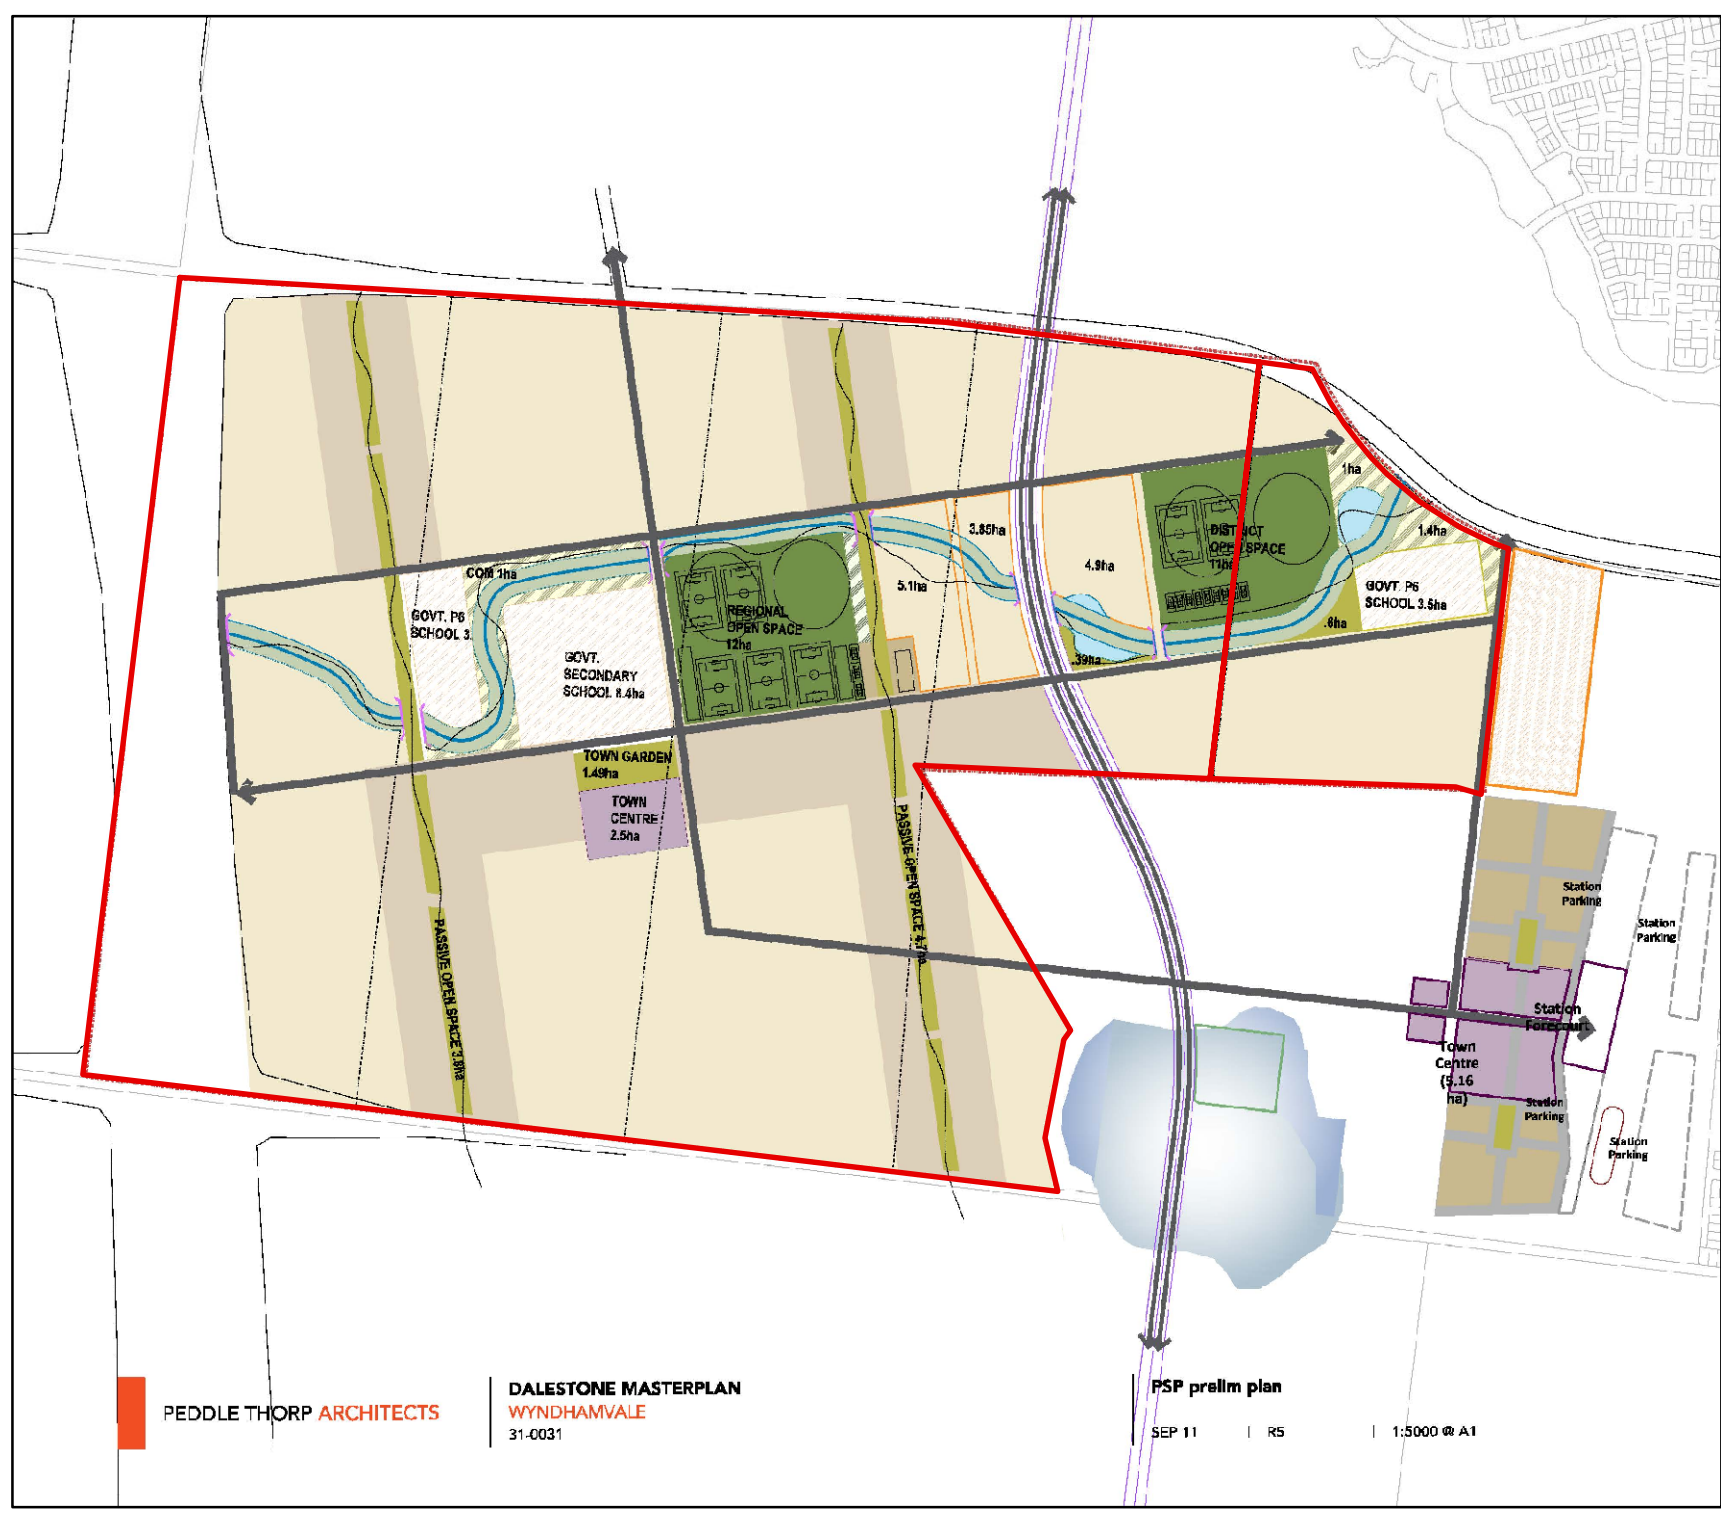 1ha
3.85ha
DISTINCT
OPEN SPACE
11ha
1.4ha
COM 1ha
4.9ha
5.1ha
GOVT. P6
SCHOOL 3.5ha
GOVT. P6
SCHOOL 3.
REGIONAL
OPEN SPACE
12ha
.6ha
GOVT.
SECONDARY
SCHOOL 8.4ha
.39ha
TOWN GARDEN
1.49ha
TOWN
CENTRE
2.5ha
PASSIVE OPEN SPACE 4.7ha
PASSIVE OPEN SPACE 3.8ha
Station
Parking
Station
Parking
Station
Forecourt
Town
Centre
(5.16
ha)
Station
Parking
Station
Parking
PEDDLE THORP ARCHITECTS
DALESTONE MASTERPLAN
WYNDHAMVALE
31-0031
PSP prelim plan
SEP 11 | R5 | 1:5000 @ A1